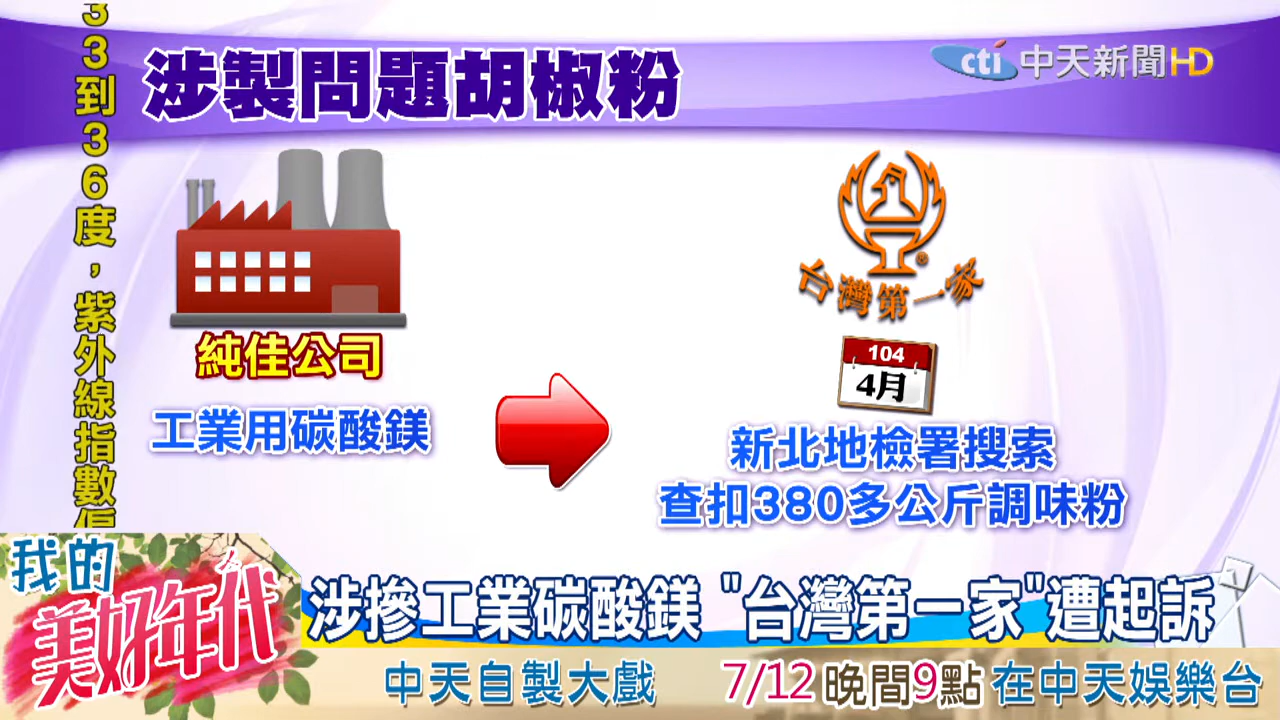 33到36度，紫外線指數偏
涉製問題胡椒粉
cti 中天新聞HD
純佳公司
工業用碳酸鎂
台灣第一家®
104
4月
新北地檢署搜索
查扣380多公斤調味粉
我的
美好年代
涉摻工業碳酸鎂 "台灣第一家"遭起訴
中天自製大戲 7/12晚間9點在中天娛樂台